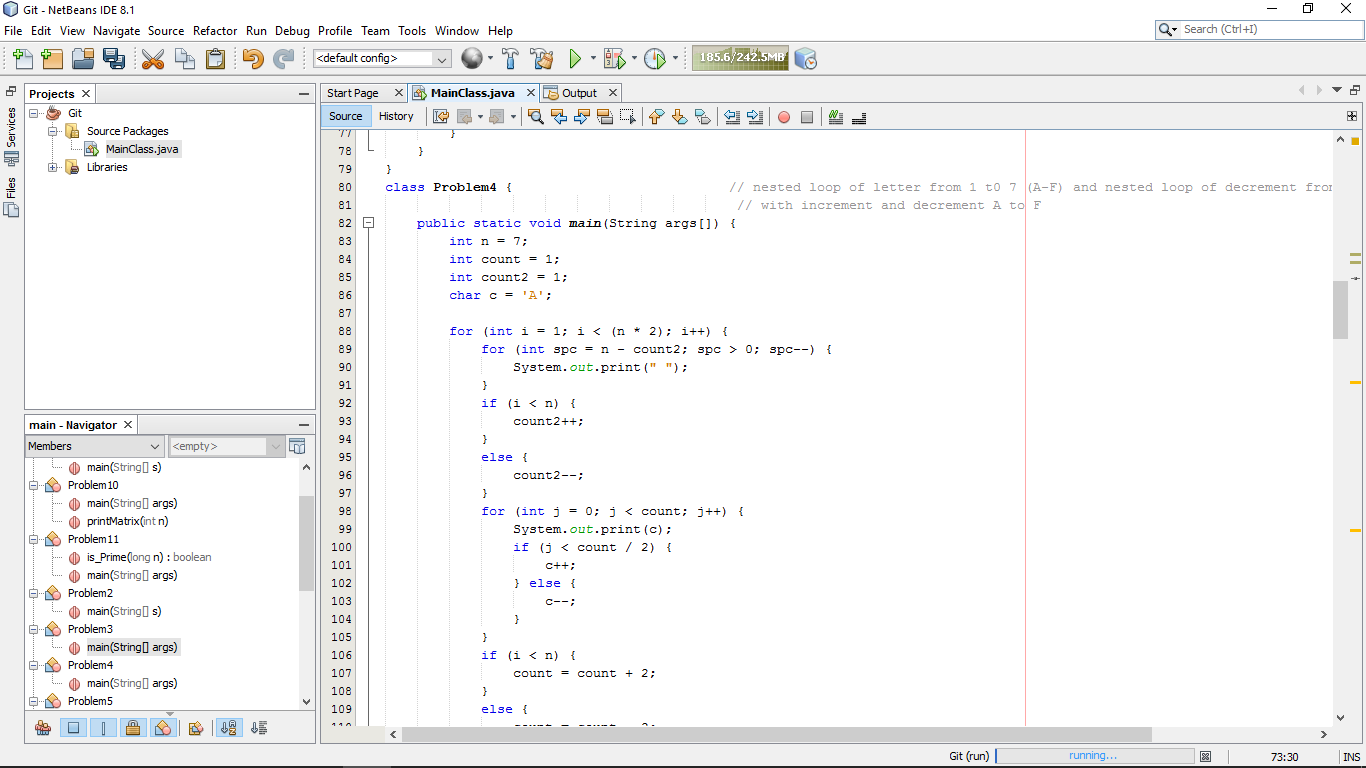 Git - NetBeans IDE 8.1
File Edit View Navigate Source Refactor Run Debug Profile Team Tools Window Help
Search (Ctrl+I)
<default config>
185.6/242.5MB
Services
Files
Projects
Git
Source Packages
MainClass.java
Libraries
main - Navigator
Members
<empty>
main(String[] s)
Problem10
main(String[] args)
printMatrix(int n)
Problem11
is_Prime(long n) : boolean
main(String[] args)
Problem2
main(String[] s)
Problem3
main(String[] args)
Problem4
main(String[] args)
Problem5
Start Page MainClass.java Output
Source History
77 }
78 }
79 }
80 class Problem4 { // nested loop of letter from 1 t0 7 (A-F) and nested loop of decrement from
81 // with increment and decrement A to F
82 public static void main(String args[]) {
83 int n = 7;
84 int count = 1;
85 int count2 = 1;
86 char c = 'A';
87
88 for (int i = 1; i < (n * 2); i++) {
89 for (int spc = n - count2; spc > 0; spc--) {
90 System.out.print(" ");
91 }
92 if (i < n) {
93 count2++;
94 }
95 else {
96 count2--;
97 }
98 for (int j = 0; j < count; j++) {
99 System.out.print(c);
100 if (j < count / 2) {
101 c++;
102 } else {
103 c--;
104 }
105 }
106 if (i < n) {
107 count = count + 2;
108 }
109 else {
Git (run) running... 73:30 INS